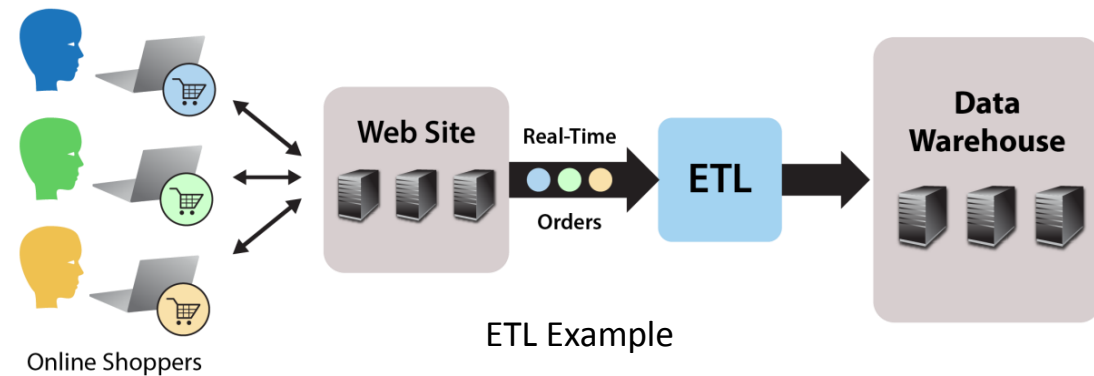 Web Site
Real-Time
Orders
ETL
Data
Warehouse
ETL Example
Online Shoppers